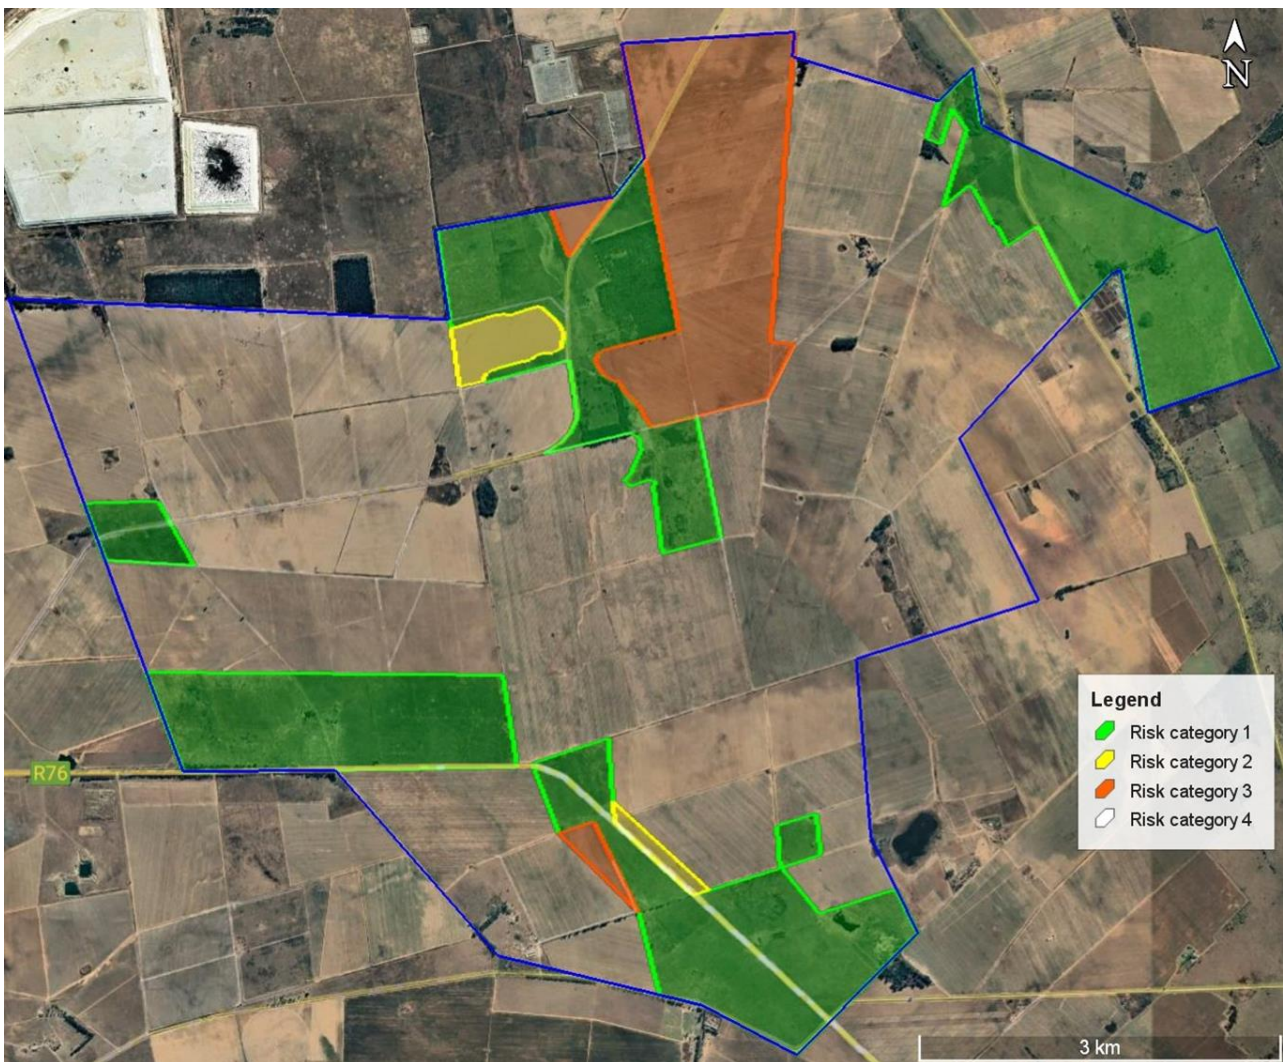 N
R76
Legend
Risk category 1
Risk category 2
Risk category 3
Risk category 4
3 km